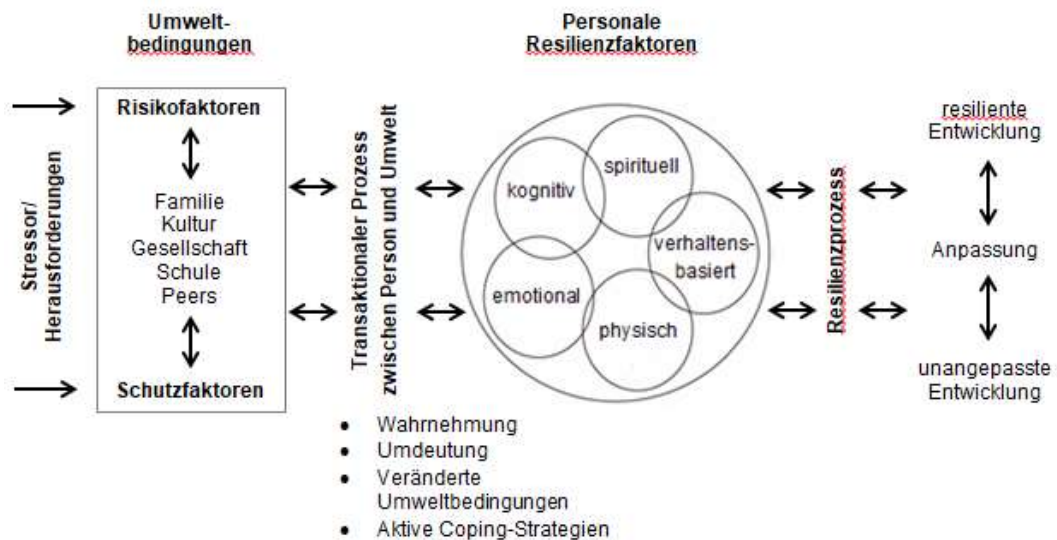 Umwelt-
bedingungen
Personale
Resilienzfaktoren
Stressor/
Herausforderungen
Risikofaktoren
Familie
Kultur
Gesellschaft
Schule
Peers
Schutzfaktoren
Transaktionaler Prozess
zwischen Person und Umwelt
kognitiv
spirituell
verhaltens-
basiert
emotional
physisch
Resilienzprozess
resiliente
Entwicklung
Anpassung
unangepasste
Entwicklung
• Wahrnehmung
• Umdeutung
• Veränderte
Umweltbedingungen
• Aktive Coping-Strategien